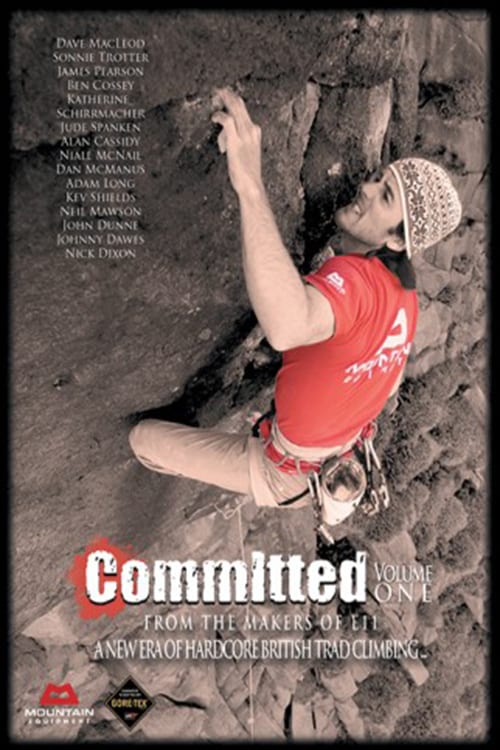 DAVE MACLEOD
SONNIE TROTTER
JAMES PEARSON
BEN COSSEY
KATHERINE
SCHIRRMACHER
JUDE SPANKEN
ALAN CASSIDY
NIALL MCNAIL
DAN MCMANUS
ADAM LONG
KEV SHIELDS
NEIL MAWSON
JOHN DUNNE
JOHNNY DAWES
NICK DIXON
MOUNTAIN
Committed VOLUME
ONE
FROM THE MAKERS OF E11
A NEW ERA OF HARDCORE BRITISH TRAD CLIMBING...
MOUNTAIN
EQUIPMENT
GORE-TEX